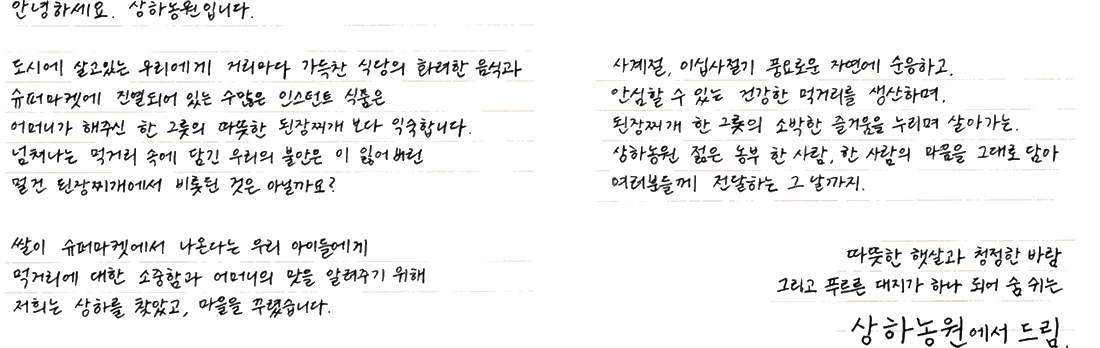 안녕하세요. 상하농원입니다.
도시에 살고있는 우리에게 거리마다 가득찬 식당의 화려한 음식과
슈퍼마켓에 진열되어 있는 수많은 인스턴트 식품은
어머니가 해주신 한 그릇의 따뜻한 된장찌개 보다 익숙합니다.
넘쳐나는 먹거리 속에 담긴 우리의 불안은 이 잃어버린
멀건 된장찌개에서 비롯된 것은 아닐까요?
쌀이 슈퍼마켓에서 나온다는 우리 아이들에게
먹거리에 대한 소중함과 어머니의 맛을 알려주기 위해
저희는 상하를 찾았고, 마을을 꾸렸습니다.
사계절, 이십사절기 풍요로운 자연에 순응하고,
안심할 수 있는 건강한 먹거리를 생산하며,
된장찌개 한 그릇의 소박한 즐거움을 누리며 살아가는.
상하농원 젊은 농부 한 사람, 한 사람의 마음을 그대로 담아
여러분들께 전달하는 그 날까지.
따뜻한 햇살과 청정한 바람
그리고 푸르른 대지가 하나 되어 숨 쉬는
상하농원에서 드림.